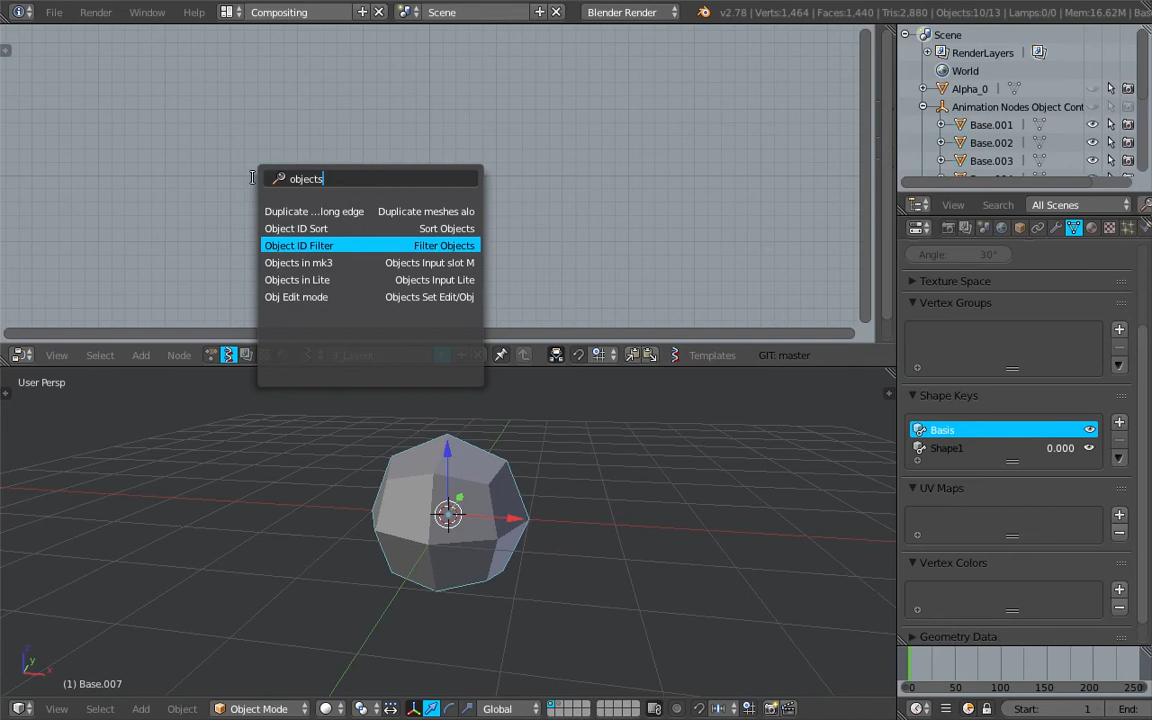 File Render Window Help Compositing Scene Blender Render v2.78 | Verts:1,464 | Faces:1,440 | Tris:2,880 | Objects:10/13 | Lamps:0/0 | Mem:16.62M
Scene
RenderLayers
World
Alpha_0
Animation Nodes Object Cont
Base.001
Base.002
Base.003
View Search All Scenes
objects
Duplicate ...long edge Duplicate meshes alo
Object ID Sort Sort Objects
Object ID Filter Filter Objects
Objects in mk3 Objects Input slot M
Objects in Lite Objects Input Lite
Obj Edit mode Objects Set Edit/Obj
View Select Add Node Templates GIT: master
User Persp
Angle: 30°
Texture Space
Vertex Groups
Shape Keys
Basis
Shape1 0.000
UV Maps
Vertex Colors
Geometry Data
z
y
x
(1) Base.007
0 50 100 150 200 250
View Select Add Object Object Mode Global
Start: 1 End: